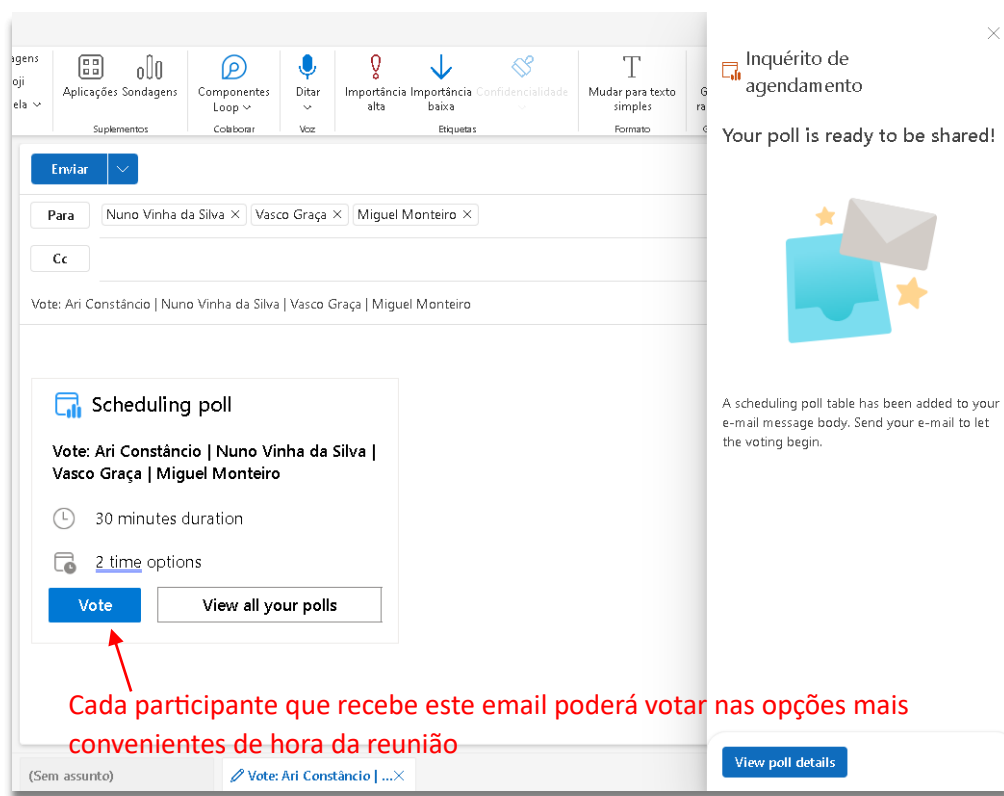 agens
oji
ela
Aplicações Sondagens
Suplementos
Componentes
Loop
Colaborar
Ditar
Voz
Importância Importância Confidencialidade
alta baixa
Etiquetas
Mudar para texto
simples
Formato
G
ra
Enviar
Para Nuno Vinha da Silva × Vasco Graça × Miguel Monteiro ×
Cc
Vote: Ari Constâncio | Nuno Vinha da Silva | Vasco Graça | Miguel Monteiro
Scheduling poll
Vote: Ari Constâncio | Nuno Vinha da Silva |
Vasco Graça | Miguel Monteiro
30 minutes duration
2 time options
Vote View all your polls
Cada participante que recebe este email poderá votar nas opções mais
convenientes de hora da reunião
(Sem assunto) Vote: Ari Constâncio | ...×
Inquérito de
agendamento
Your poll is ready to be shared!
A scheduling poll table has been added to your
e-mail message body. Send your e-mail to let
the voting begin.
View poll details